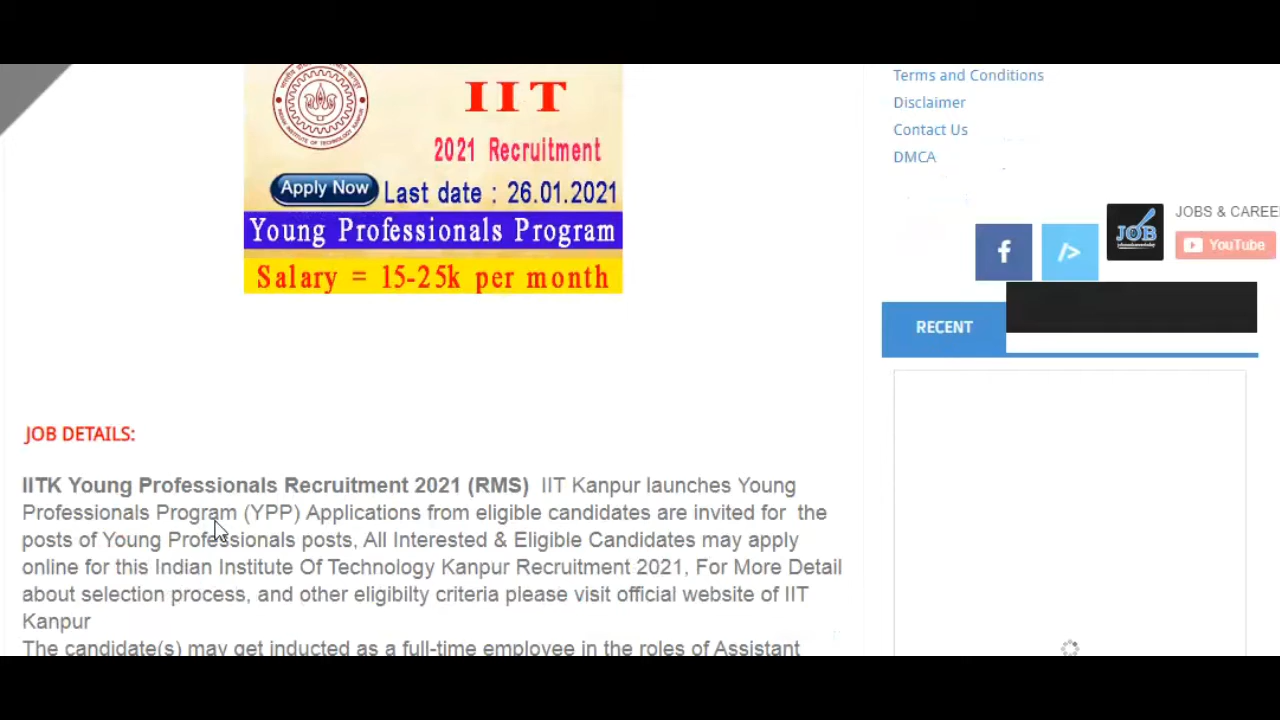 IIT
2021 Recruitment
Apply Now
Last date : 26.01.2021
Young Professionals Program
Salary = 15-25k per month
JOB DETAILS:
IITK Young Professionals Recruitment 2021 (RMS) IIT Kanpur launches Young
Professionals Program (YPP) Applications from eligible candidates are invited for the
posts of Young Professionals posts, All Interested & Eligible Candidates may apply
online for this Indian Institute Of Technology Kanpur Recruitment 2021, For More Detail
about selection process, and other eligibilty criteria please visit official website of IIT
Kanpur
The candidate(s) may get inducted as a full-time employee in the roles of Assistant
Terms and Conditions
Disclaimer
Contact Us
DMCA
f
/>
JOB
JOBS & CAREE
YouTube
RECENT